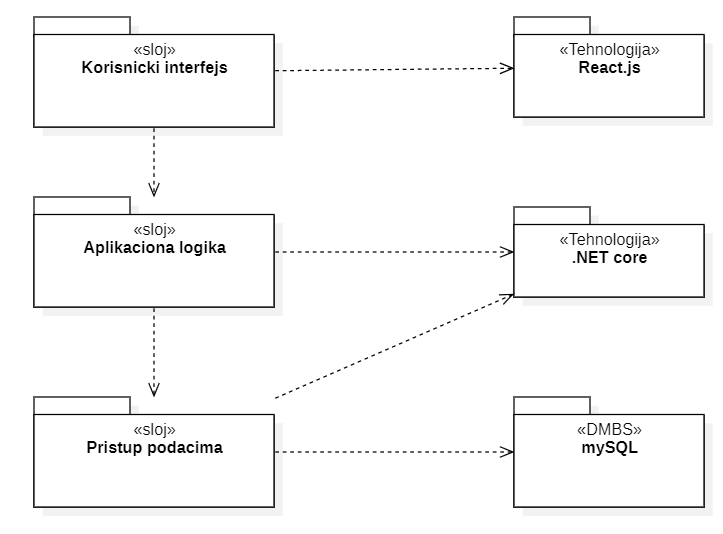 «sloj»
Korisnicki interfejs
«Tehnologija»
React.js
«sloj»
Aplikaciona logika
«Tehnologija»
.NET core
«sloj»
Pristup podacima
«DMBS»
mySQL